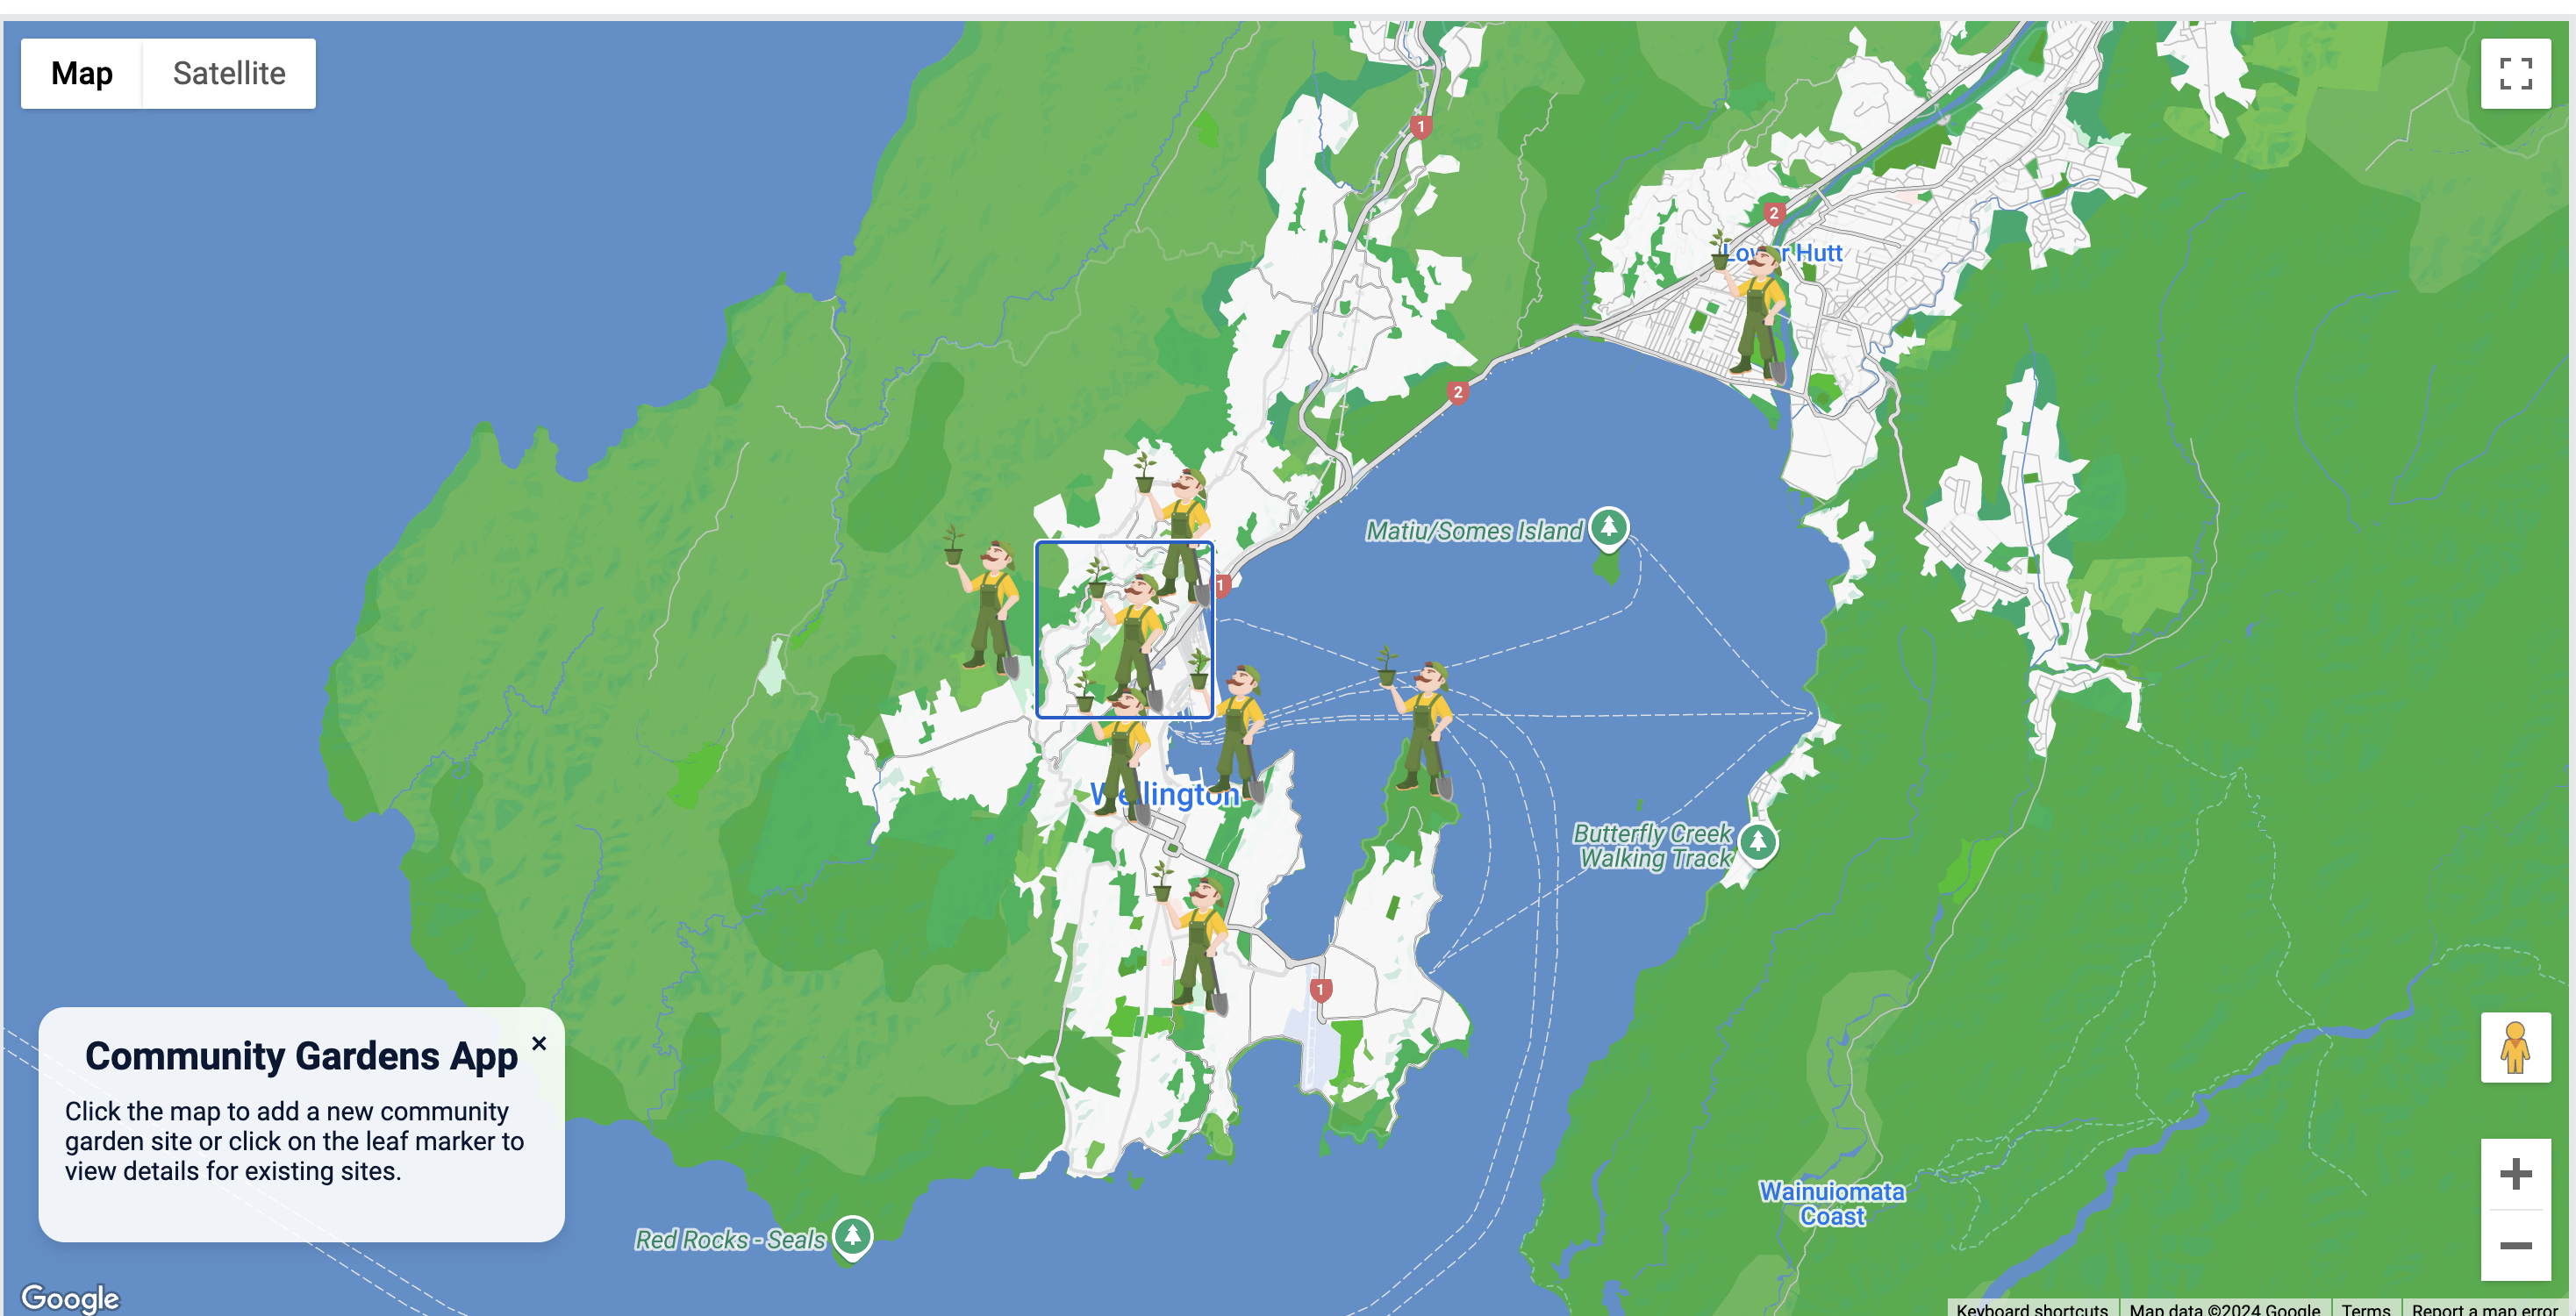 Map
Satellite
1
2
Lower Hutt
2
Matiu/Somes Island
1
Wellington
Butterfly Creek
Walking Track
1
Community Gardens App
×
Click the map to add a new community
garden site or click on the leaf marker to
view details for existing sites.
Wainuiomata
Coast
Red Rocks - Seals
Google
Keyboard shortcuts
Map data ©2024 Google
Terms
Report a map error